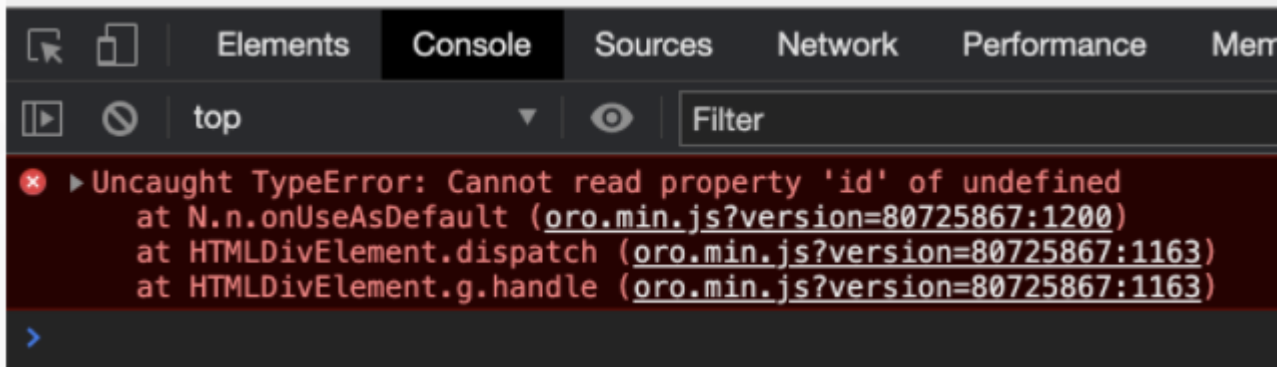 Elements Console Sources Network Performance Mem
top Filter
Uncaught TypeError: Cannot read property 'id' of undefined
at N.n.onUseAsDefault (oro.min.js?version=80725867:1200)
at HTMLDivElement.dispatch (oro.min.js?version=80725867:1163)
at HTMLDivElement.g.handle (oro.min.js?version=80725867:1163)